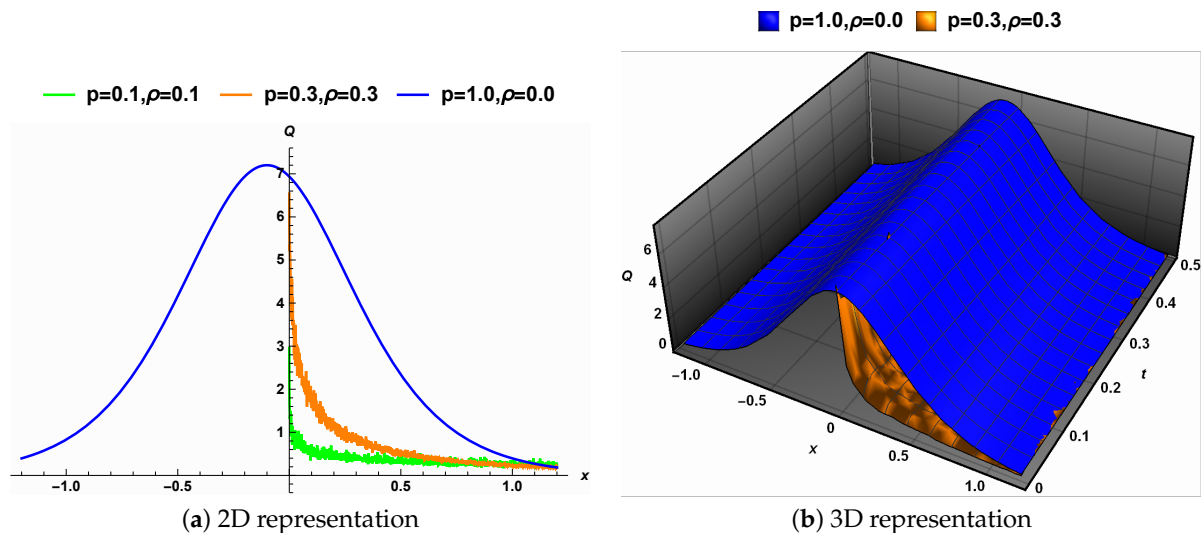 p=0.1,ρ=0.1 p=0.3,ρ=0.3 p=1.0,ρ=0.0
Q
7
6
5
4
3
2
1
−1.0 −0.5 0.5 1.0 x
(a) 2D representation
p=1.0,ρ=0.0 p=0.3,ρ=0.3
6
4
Q
2
0
−1.0
−0.5
0
x
0.5
1.0
0
0.1
0.2
t
0.3
0.4
0.5
(b) 3D representation